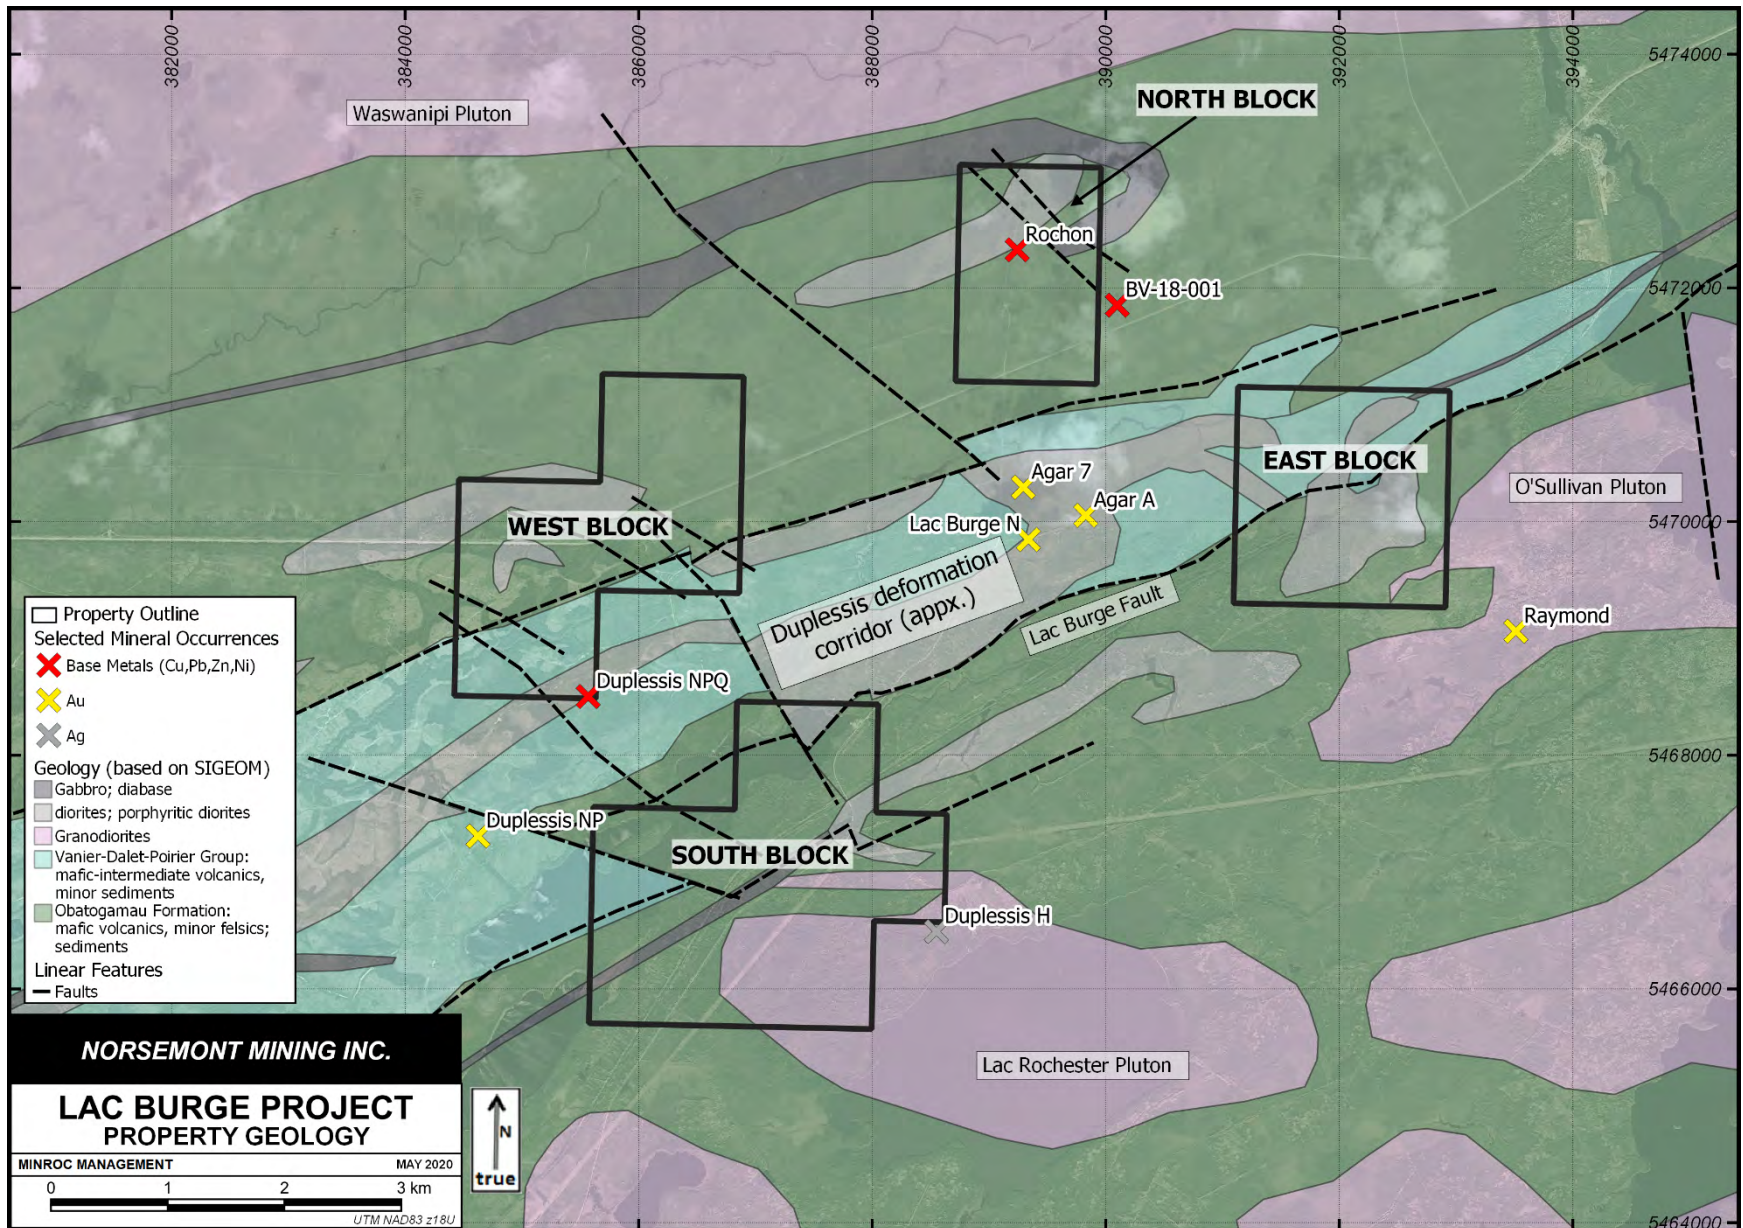 382000
384000
386000
388000
390000
392000
394000
5474000
Waswanipi Pluton
NORTH BLOCK
Rochon
BV-18-001
5472000
Agar 7
Agar A
Lac Burge N
EAST BLOCK
O'Sullivan Pluton
WEST BLOCK
5470000
Duplessis deformation
corridor (appx.)
Lac Burge Fault
Raymond
Duplessis NPQ
5468000
Duplessis NP
SOUTH BLOCK
Duplessis H
5466000
Lac Rochester Pluton
5464000
Property Outline
Selected Mineral Occurrences
Base Metals (Cu,Pb,Zn,Ni)
Au
Ag
Geology (based on SIGEOM)
Gabbro; diabase
diorites; porphyritic diorites
Granodiorites
Vanier-Dalet-Poirier Group:
mafic-intermediate volcanics,
minor sediments
Obatogamau Formation:
mafic volcanics, minor felsics;
sediments
Linear Features
Faults
NORSEMONT MINING INC.
LAC BURGE PROJECT
PROPERTY GEOLOGY
MINROC MANAGEMENT MAY 2020
0 1 2 3 km
UTM NAD83 z18U
N
true